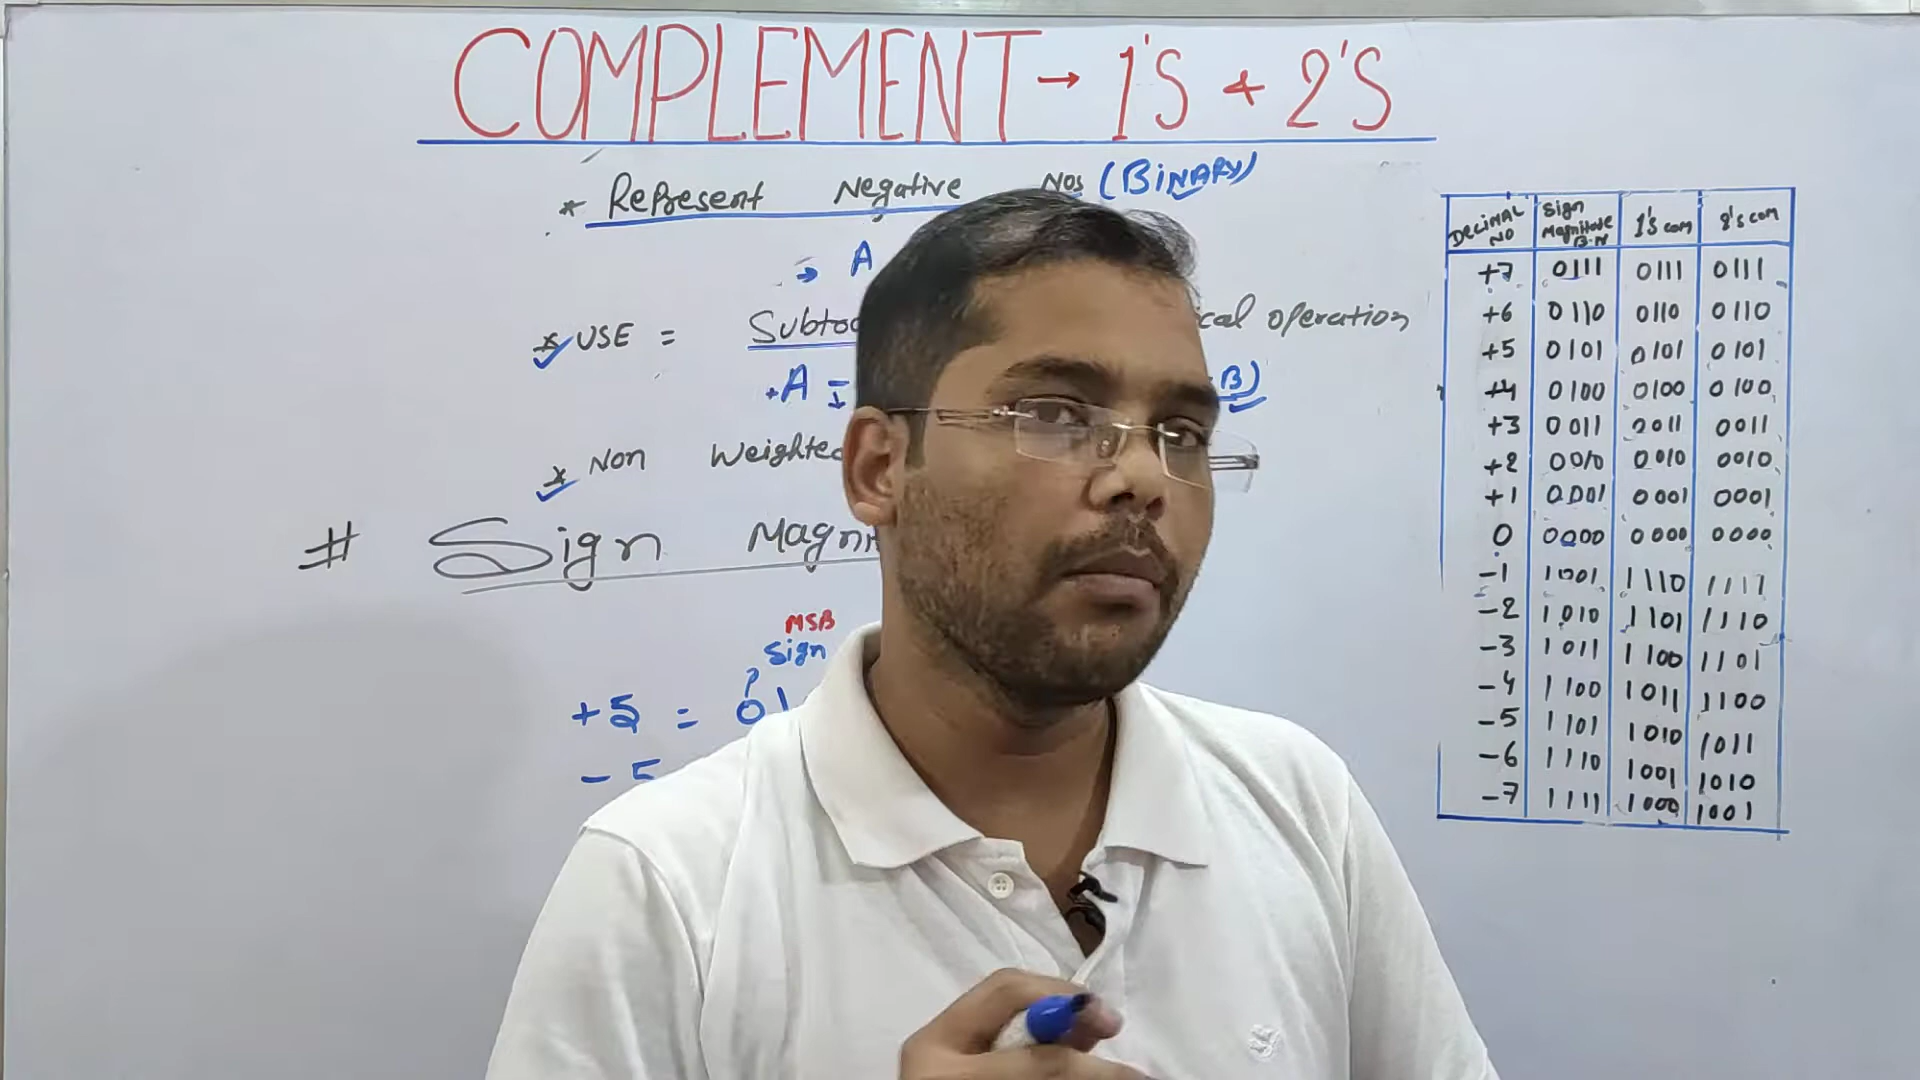 COMPLEMENT → 1'S & 2'S
* Represent Negative Nos (BINARY)
→ A
* USE = Subtra ical operation
+A - B)
* Non Weighted
# Sign Magni
MSB
Sign
+5 = 01
- 5
DECIMAL NO Sign Magnitude B.N 1's com 2's com
+7 0111 0111 0111
+6 0110 0110 0110
+5 0101 0101 0101
+4 0100 0100 0100
+3 0011 0011 0011
+2 0010 0010 0010
+1 0001 0001 0001
0 0000 0000 0000
-1 1001 1110 1111
-2 1010 1101 1110
-3 1011 1100 1101
-4 1100 1011 1100
-5 1101 1010 1011
-6 1110 1001 1010
-7 1111 1000 1001